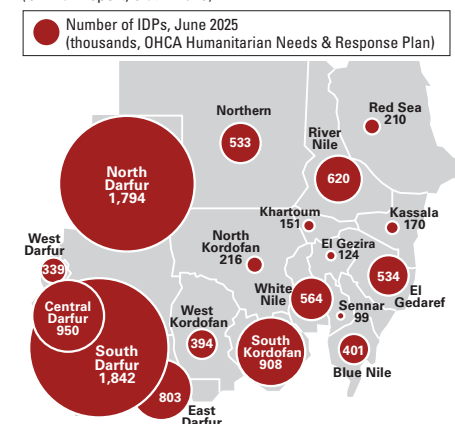 Number of IDPs, June 2025
(thousands, OHCA Humanitarian Needs & Response Plan)
Northern
533
Red Sea
210
River
Nile
620
North
Darfur
1,794
Khartoum
151
Kassala
170
North
Kordofan
216
El Gezira
124
West
Darfur
339
534
El
Gedaref
White
Nile
564
Sennar
99
Central
Darfur
950
West
Kordofan
394
South
Kordofan
908
401
Blue Nile
South
Darfur
1,842
803
East
Darfur